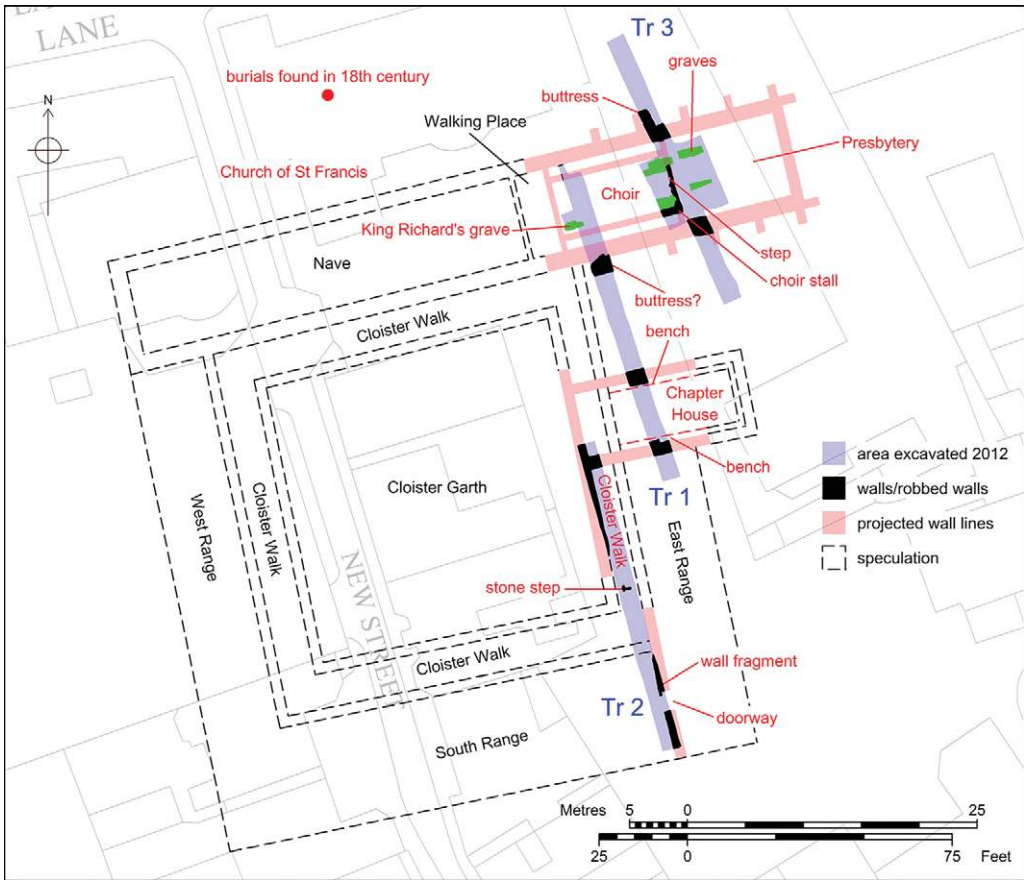 LANE
N
burials found in 18th century
Tr 3
graves
buttress
Walking Place
Presbytery
Church of St Francis
Choir
King Richard's grave
step
Nave
choir stall
buttress?
Cloister Walk
bench
Chapter
House
bench
area excavated 2012
Cloister Garth
Tr 1
walls/robbed walls
West Range
Cloister Walk
Cloister Walk
East Range
projected wall lines
speculation
NEW STREET
stone step
Cloister Walk
wall fragment
Tr 2
doorway
South Range
Metres 5 0 25
25 0 75 Feet